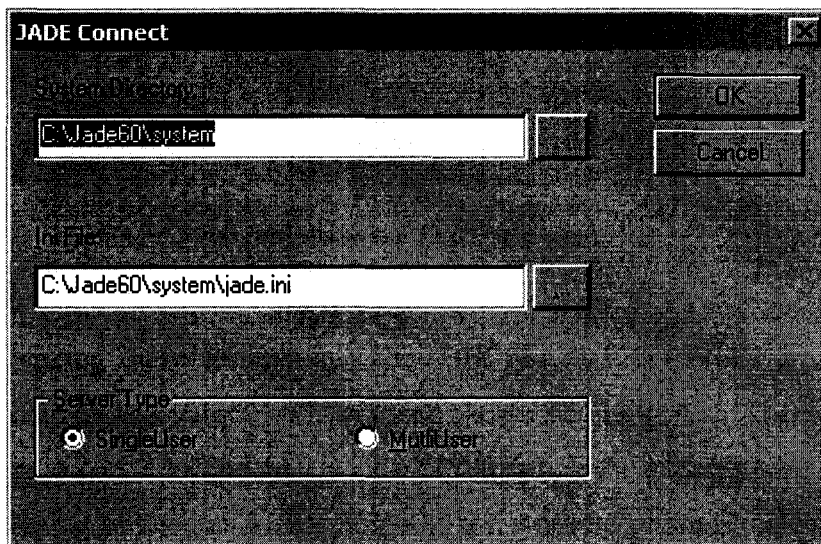 JADE Connect
System Directory
OK
C:\Jade60\system
...
Cancel
Ini File
C:\Jade60\system\jade.ini
...
Server Type
SingleUser MultiUser